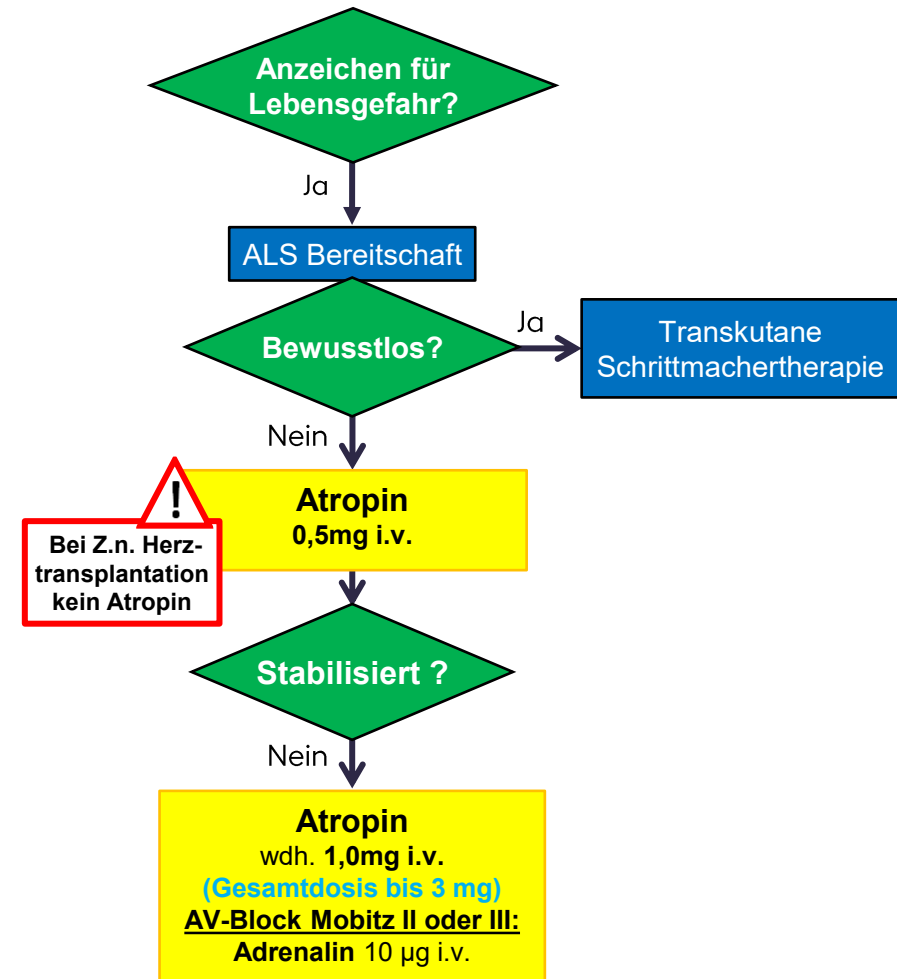 Anzeichen für
Lebensgefahr?
Ja
ALS Bereitschaft
Bewusstlos?
Ja
Transkutane
Schrittmachertherapie
Nein
!
Bei Z.n. Herz-
transplantation
kein Atropin
Atropin
0,5mg i.v.
Stabilisiert ?
Nein
Atropin
wdh. 1,0mg i.v.
(Gesamtdosis bis 3 mg)
AV-Block Mobitz II oder III:
Adrenalin 10 µg i.v.